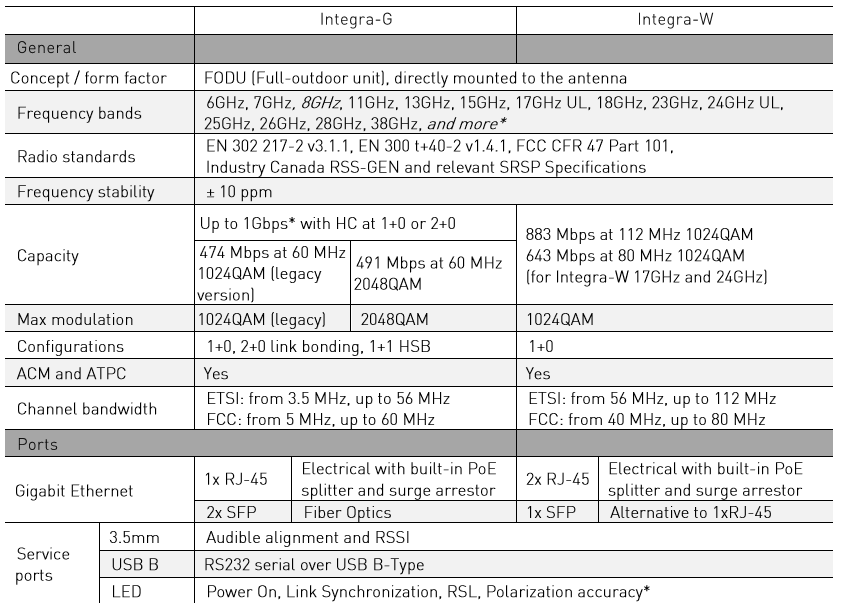 Integra-G Integra-W
General
Concept / form factor FODU (Full-outdoor unit), directly mounted to the antenna
Frequency bands
6GHz, 7GHz, 8GHz, 11GHz, 13GHz, 15GHz, 17GHz UL, 18GHz, 23GHz, 24GHz UL,
25GHz, 26GHz, 28GHz, 38GHz, and more*
Radio standards
EN 302 217-2 v3.1.1, EN 300 t+40-2 v1.4.1, FCC CFR 47 Part 101,
Industry Canada RSS-GEN and relevant SRSP Specifications
Frequency stability ± 10 ppm
Capacity
Up to 1Gbps* with HC at 1+0 or 2+0
474 Mbps at 60 MHz
1024QAM (legacy
version)
491 Mbps at 60 MHz
2048QAM
883 Mbps at 112 MHz 1024QAM
643 Mbps at 80 MHz 1024QAM
(for Integra-W 17GHz and 24GHz)
Max modulation 1024QAM (legacy) 2048QAM 1024QAM
Configurations 1+0, 2+0 link bonding, 1+1 HSB 1+0
ACM and ATPC Yes Yes
Channel bandwidth
ETSI: from 3.5 MHz, up to 56 MHz
FCC: from 5 MHz, up to 60 MHz
ETSI: from 56 MHz, up to 112 MHz
FCC: from 40 MHz, up to 80 MHz
Ports
Gigabit Ethernet
1x RJ-45
Electrical with built-in PoE
splitter and surge arrestor
2x RJ-45
Electrical with built-in PoE
splitter and surge arrestor
2x SFP Fiber Optics 1x SFP Alternative to 1xRJ-45
Service
ports
3.5mm Audible alignment and RSSI
USB B RS232 serial over USB B-Type
LED Power On, Link Synchronization, RSL, Polarization accuracy*